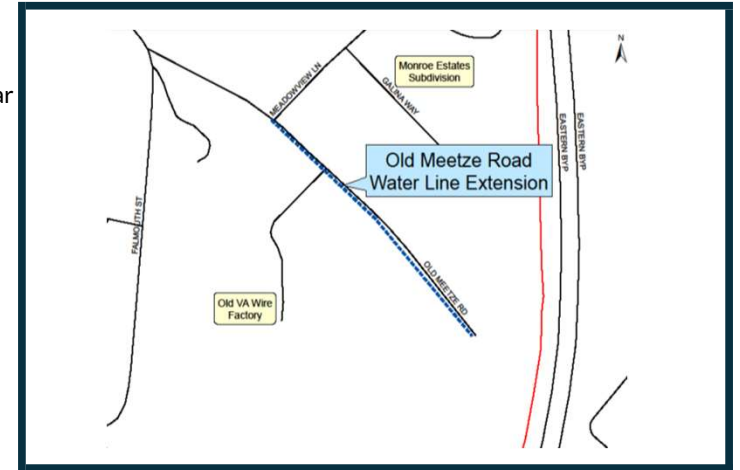 N
Monroe Estates
Subdivision
MEADOWVIEW LN
GALINA WAY
ar
EASTERN BYP
EASTERN BYP
Old Meetze Road
Water Line Extension
FALMOUTH ST
OLD MEETZE RD
Old VA Wire
Factory